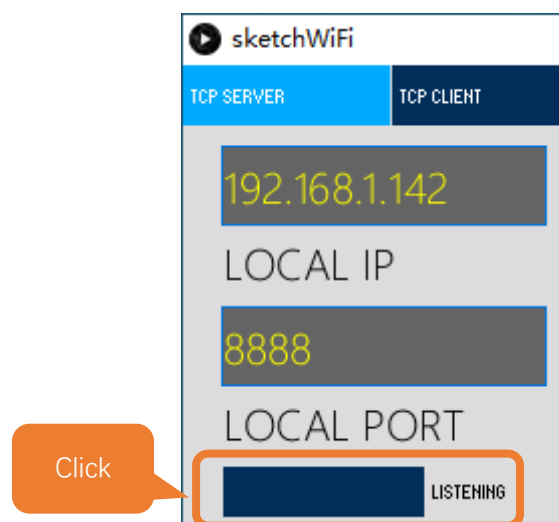 sketchWiFi
TCP SERVER TCP CLIENT
192.168.1.142
LOCAL IP
8888
LOCAL PORT
Click
LISTENING